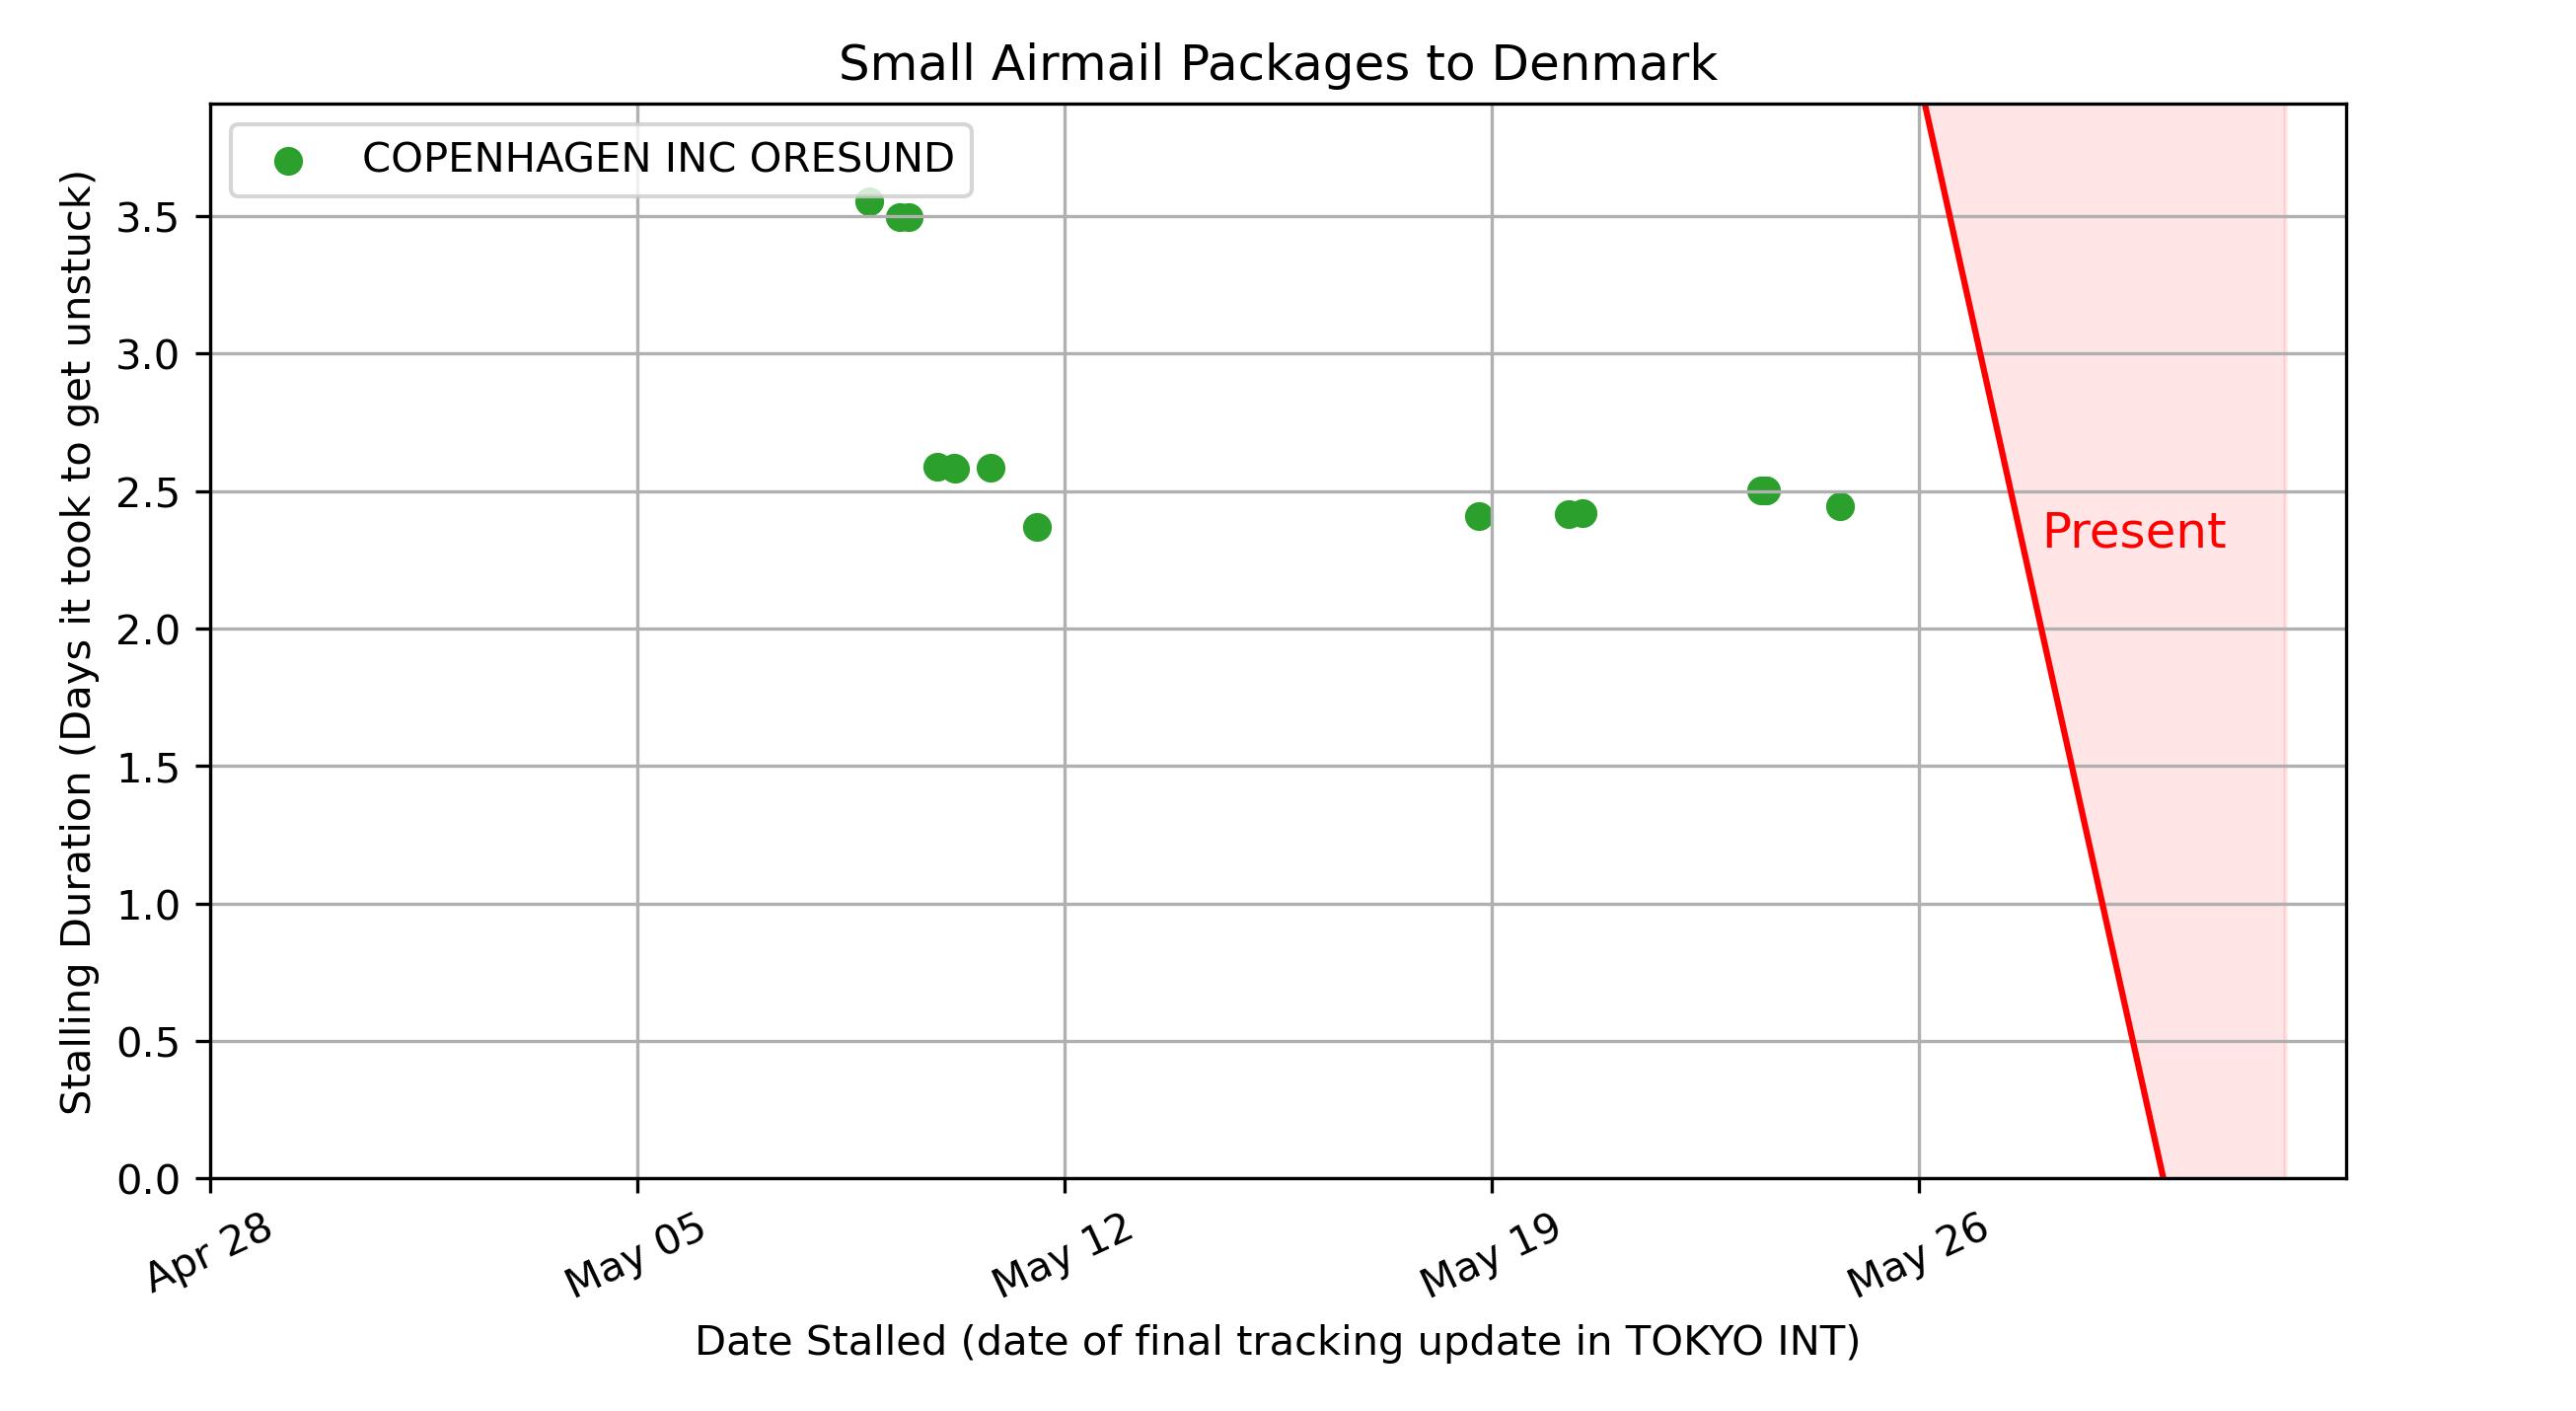 Small Airmail Packages to Denmark
COPENHAGEN INC ORESUND
Stalling Duration (Days it took to get unstuck)
3.5
3.0
2.5
2.0
1.5
1.0
0.5
0.0
Present
Apr 28
May 05
May 12
May 19
May 26
Date Stalled (date of final tracking update in TOKYO INT)